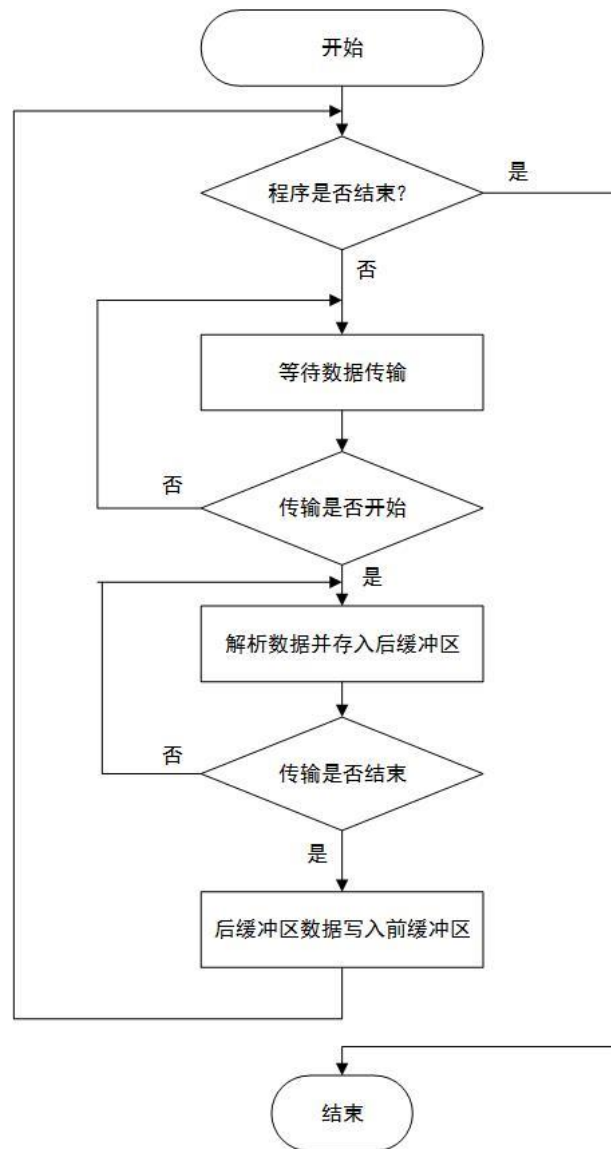 开始
程序是否结束?
是
否
等待数据传输
否
传输是否开始
是
解析数据并存入后缓冲区
否
传输是否结束
是
后缓冲区数据写入前缓冲区
结束